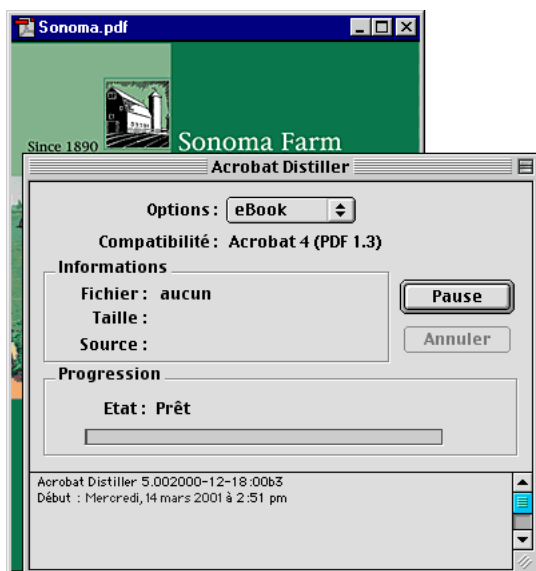 Sonoma.pdf
Since 1890
Sonoma Farm
Acrobat Distiller
Options : eBook
Compatibilité : Acrobat 4 (PDF 1.3)
Informations
Fichier : aucun
Taille :
Source :
Pause
Annuler
Progression
Etat : Prêt
Acrobat Distiller 5.002000-12-18:00b3
Début : Mercredi, 14 mars 2001 à 2:51 pm